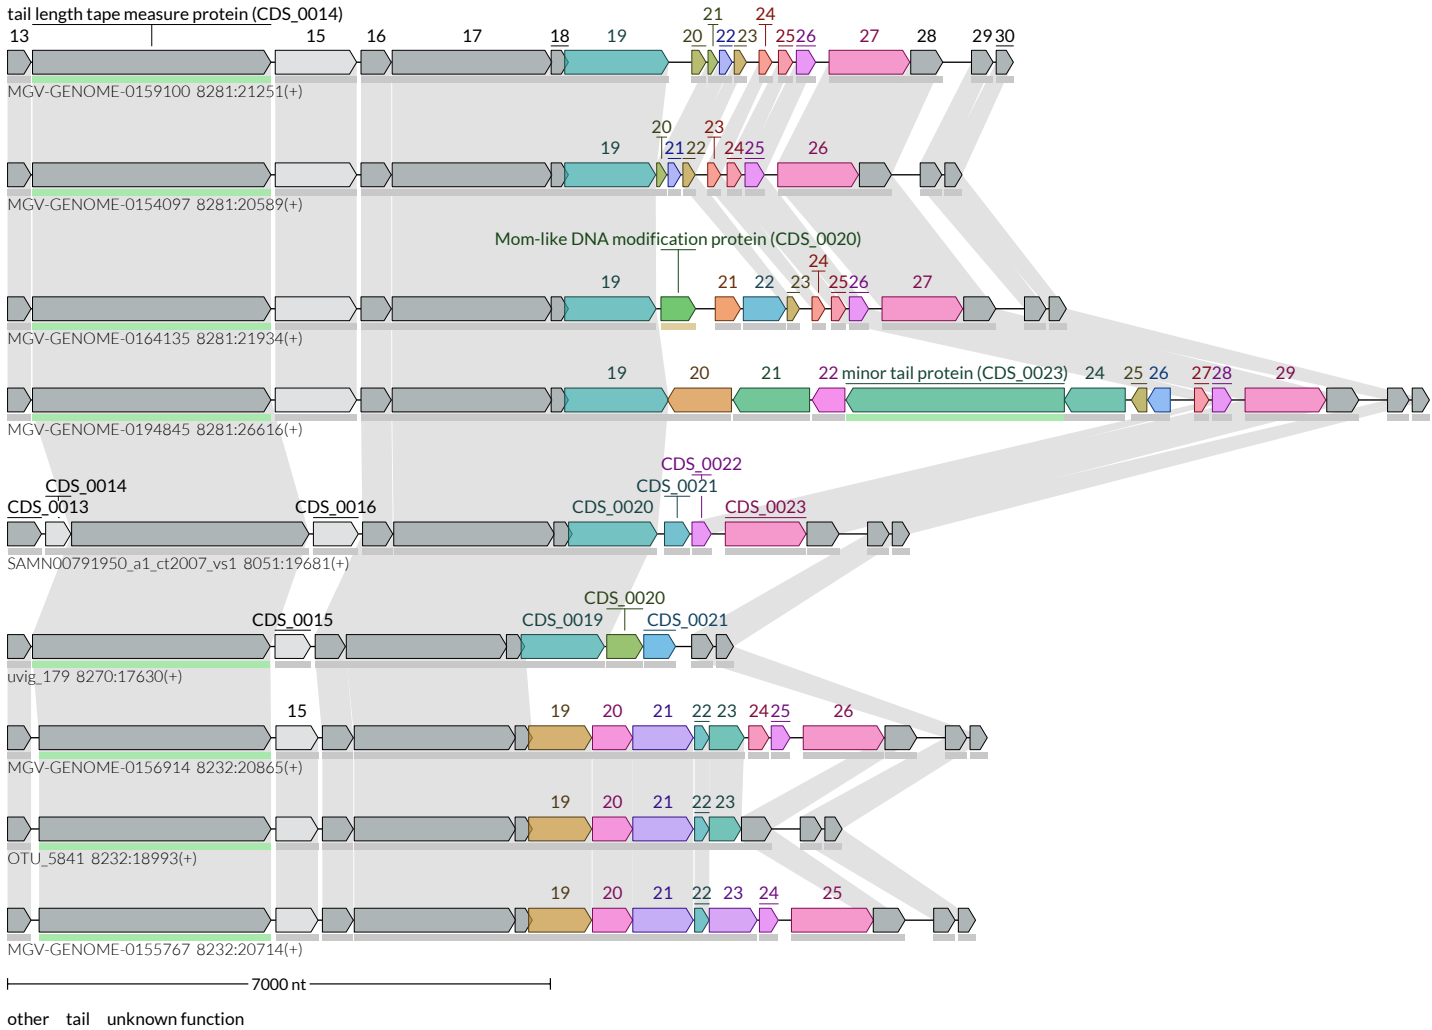 tail length tape measure protein (CDS_0014)
21 24
13 15 16 17 18 19 20 22 23 25 26 27 28 29 30
MGV-GENOME-0159100 8281:21251(+)
20 23
19 21 22 24 25 26
MGV-GENOME-0154097 8281:20589(+)
Mom-like DNA modification protein (CDS_0020)
24
19 21 22 23 25 26 27
MGV-GENOME-0164135 8281:21934(+)
19 20 21 22 minor tail protein (CDS_0023) 24 25 26 27 28 29
MGV-GENOME-0194845 8281:26616(+)
CDS_0022
CDS_0014 CDS_0021
CDS_0013 CDS_0016 CDS_0020 CDS_0023
SAMN00791950_a1_ct2007_vs1 8051:19681(+)
CDS_0020
CDS_0015 CDS_0019 CDS_0021
uvig_179 8270:17630(+)
15 19 20 21 22 23 24 25 26
MGV-GENOME-0156914 8232:20865(+)
19 20 21 22 23
OTU_5841 8232:18993(+)
19 20 21 22 23 24 25
MGV-GENOME-0155767 8232:20714(+)
7000 nt
other tail unknown function